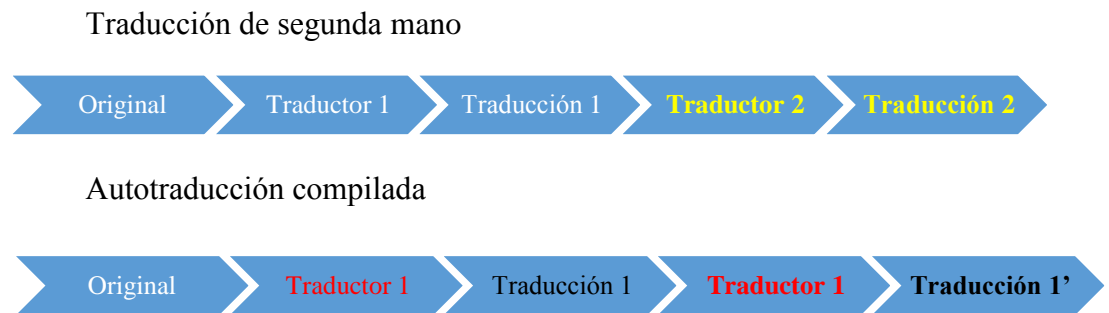 Traducción de segunda mano
Original Traductor 1 Traducción 1 Traductor 2 Traducción 2
Autotraducción compilada
Original Traductor 1 Traducción 1 Traductor 1 Traducción 1’